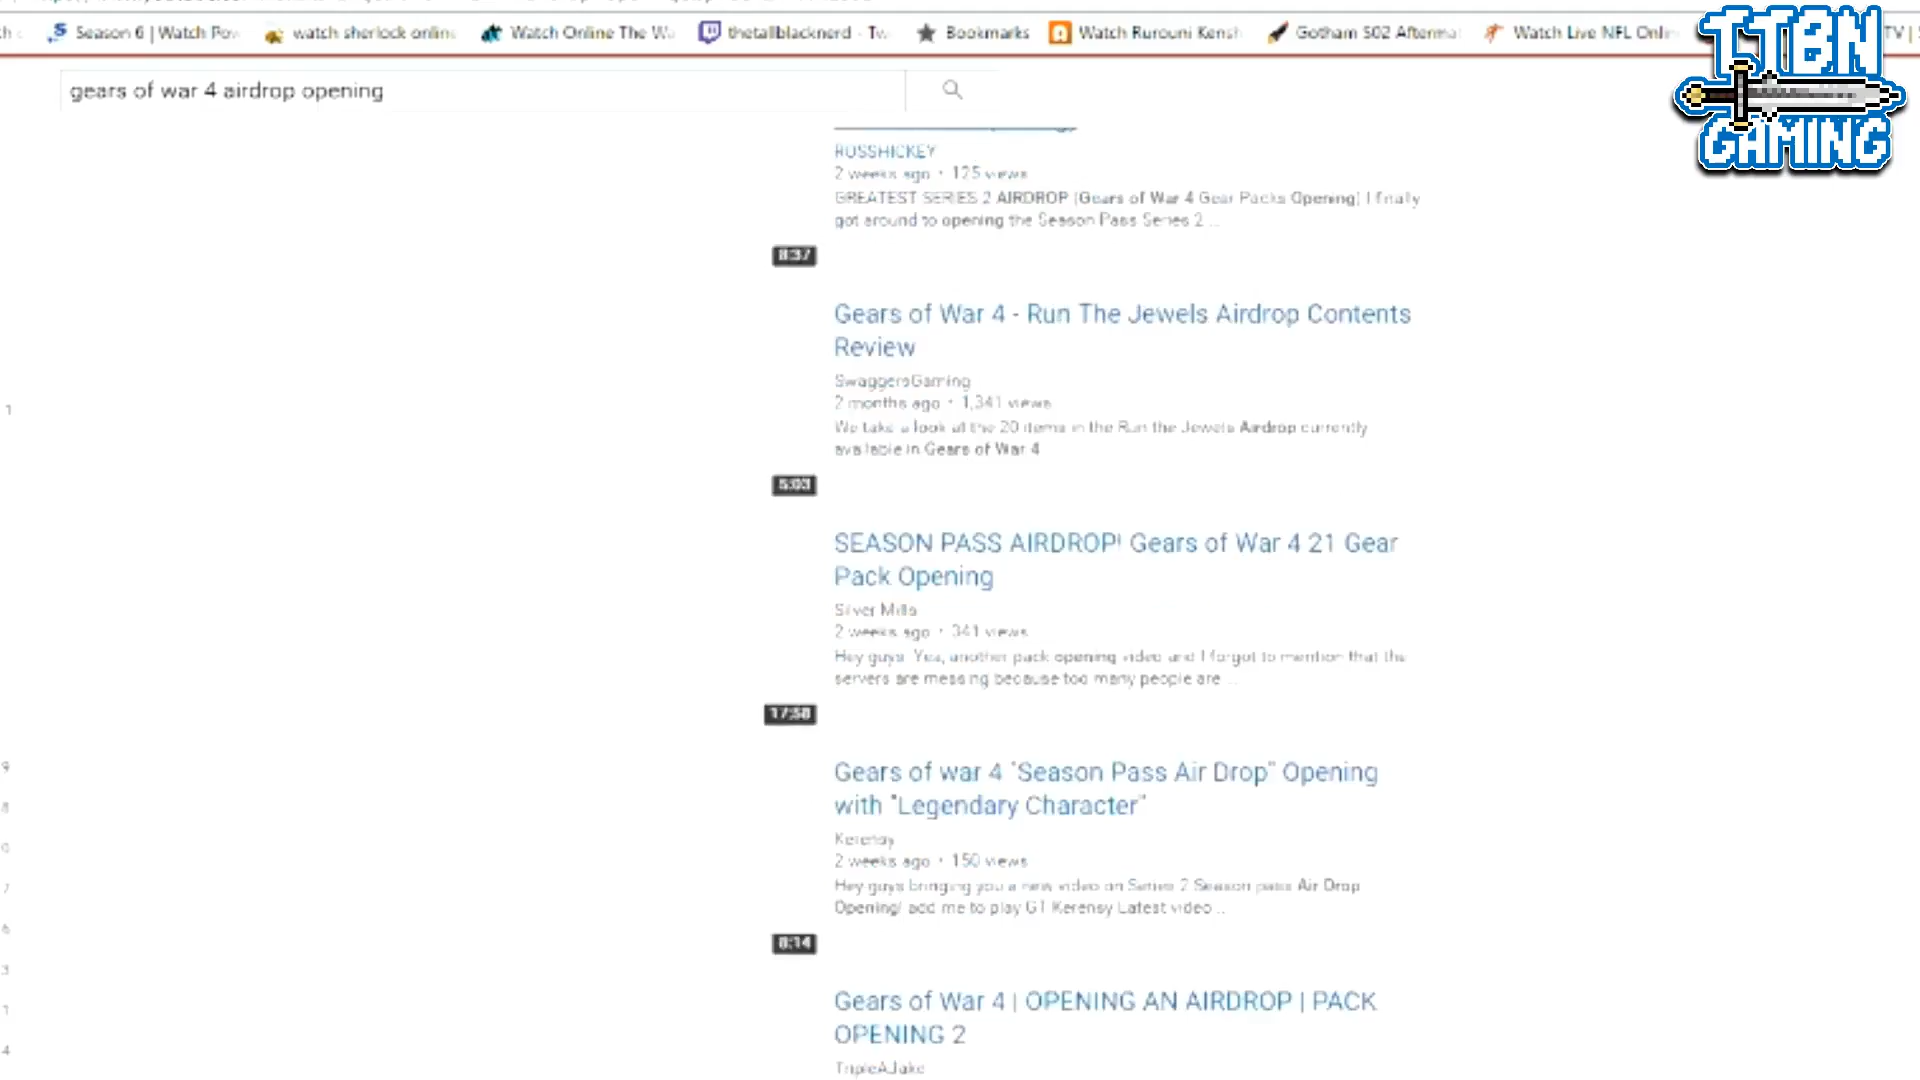 Season 6 | Watch Pow
watch sherlock online
Watch Online The Wa
thetallblacknerd - Tw
Bookmarks
Watch Rurouni Kensh
Gotham S02 Afterma
Watch Live NFL Onlin
TV |
TTBN
GAMING
gears of war 4 airdrop opening
RUSSHICKEY
2 weeks ago • 125 views
GREATEST SERIES 2 AIRDROP (Gears of War 4 Gear Packs Opening) I finally
got around to opening the Season Pass Series 2 ...
8:37
Gears of War 4 - Run The Jewels Airdrop Contents
Review
SwaggersGaming
2 months ago • 1,341 views
We take a look at the 20 items in the Run the Jewels Airdrop currently
available in Gears of War 4
5:03
SEASON PASS AIRDROP! Gears of War 4 21 Gear
Pack Opening
Silver Mills
2 weeks ago • 341 views
Hey guys. Yes, another pack opening video and I forgot to mention that the
servers are messing because too many people are ...
17:58
Gears of war 4 "Season Pass Air Drop" Opening
with "Legendary Character"
Kerensy
2 weeks ago • 150 views
Hey guys bringing you a new video on Series 2 Season pass Air Drop
Opening! add me to play GT Kerensy Latest video ...
8:14
Gears of War 4 | OPENING AN AIRDROP | PACK
OPENING 2
TripleAJake